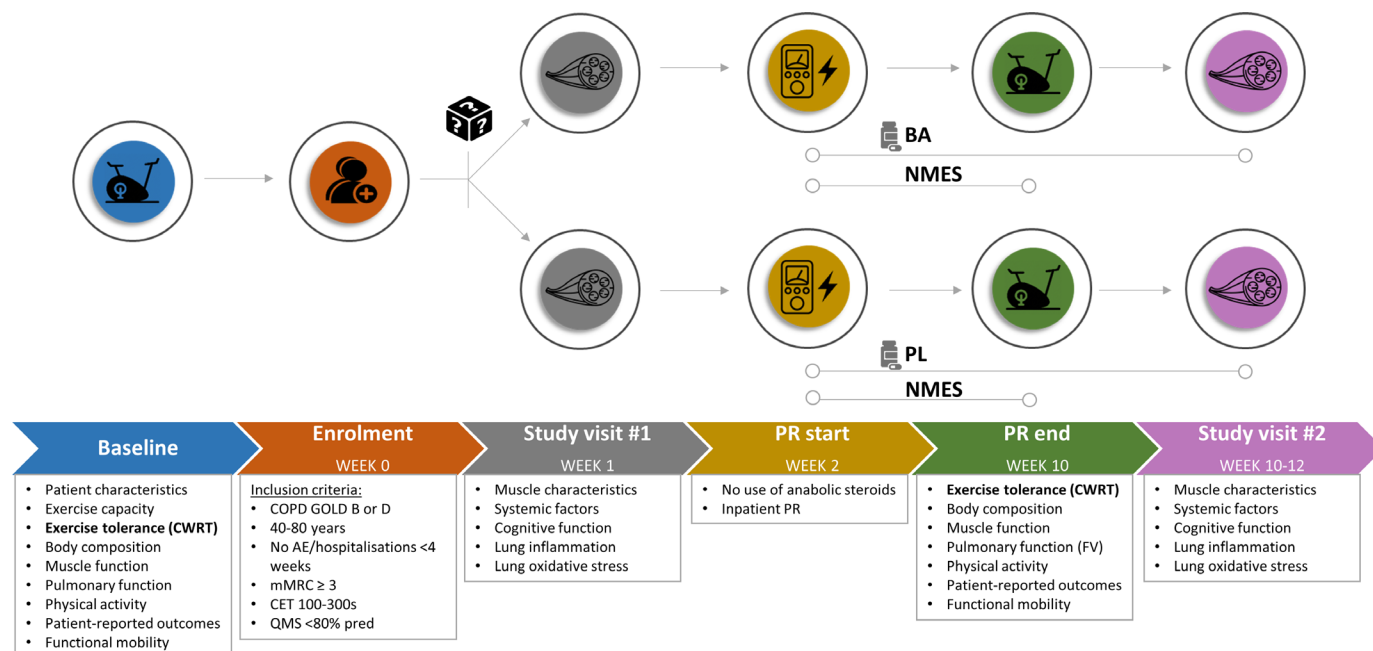 ? ? ?
BA
NMES
PL
NMES
Baseline
• Patient characteristics
• Exercise capacity
• Exercise tolerance (CWRT)
• Body composition
• Muscle function
• Pulmonary function
• Physical activity
• Patient-reported outcomes
• Functional mobility
Enrolment
WEEK 0
Inclusion criteria:
• COPD GOLD B or D
• 40-80 years
• No AE/hospitalisations <4
weeks
• mMRC ≥ 3
• CET 100-300s
• QMS <80% pred
Study visit #1
WEEK 1
• Muscle characteristics
• Systemic factors
• Cognitive function
• Lung inflammation
• Lung oxidative stress
PR start
WEEK 2
• No use of anabolic steroids
• Inpatient PR
PR end
WEEK 10
• Exercise tolerance (CWRT)
• Body composition
• Muscle function
• Pulmonary function (FV)
• Physical activity
• Patient-reported outcomes
• Functional mobility
Study visit #2
WEEK 10-12
• Muscle characteristics
• Systemic factors
• Cognitive function
• Lung inflammation
• Lung oxidative stress